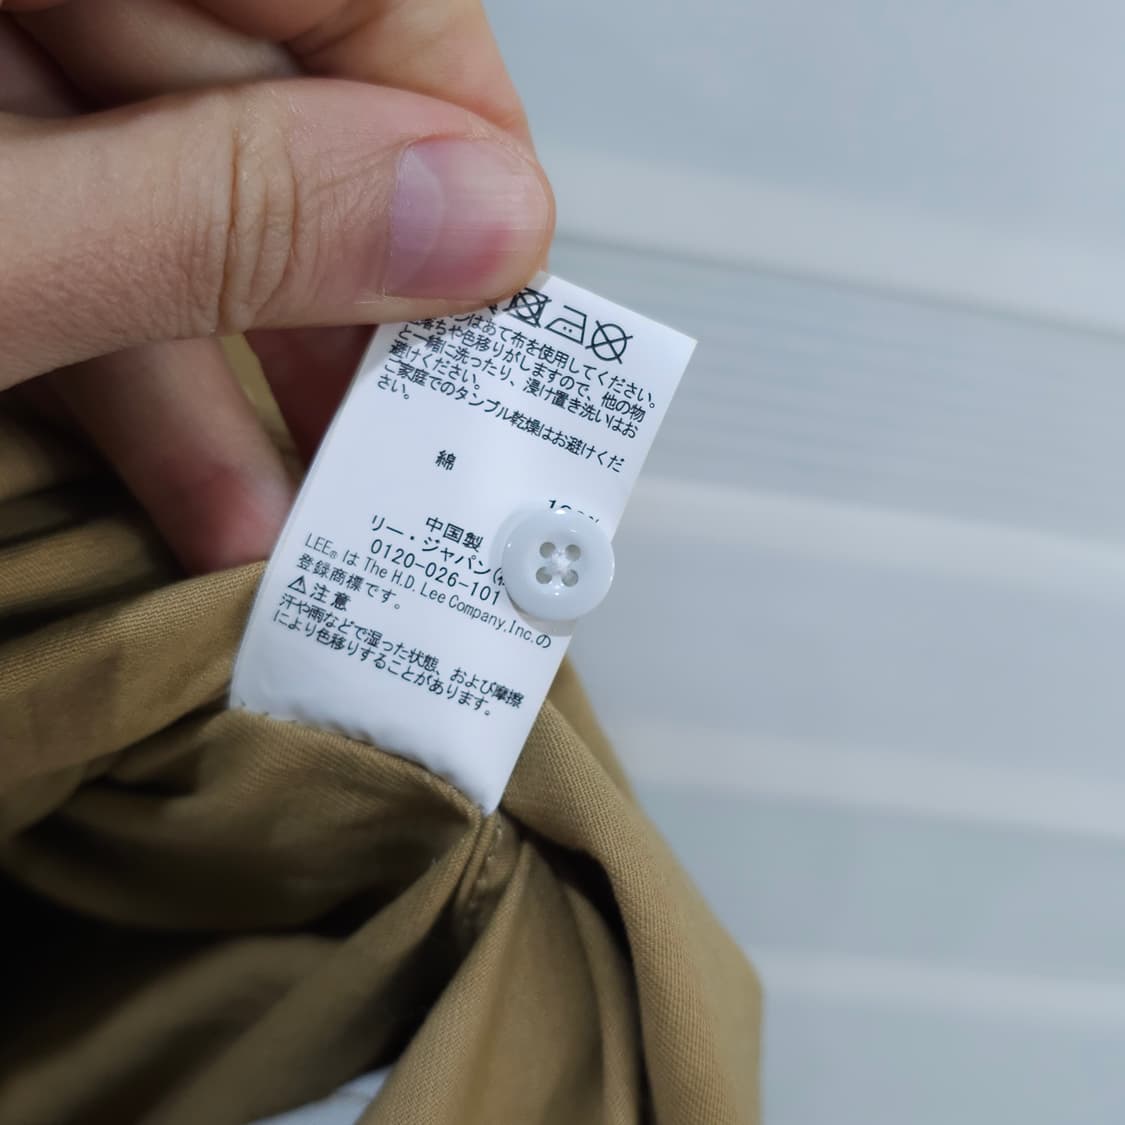 ンはあて布を使用してください。
色落ちや色移りがしますので、他の物
と一緒に洗ったり、浸け置き洗いはお
避けください。
ご家庭でのタンブル乾燥はお避けくだ
さい。
綿
中国製
リー・ジャパン(
0120-026-101
LEE® は The H.D. Lee Company,Inc.の
登録商標です。
⚠注意
汗や雨などで湿った状態、および摩擦
により色移りすることがあります。